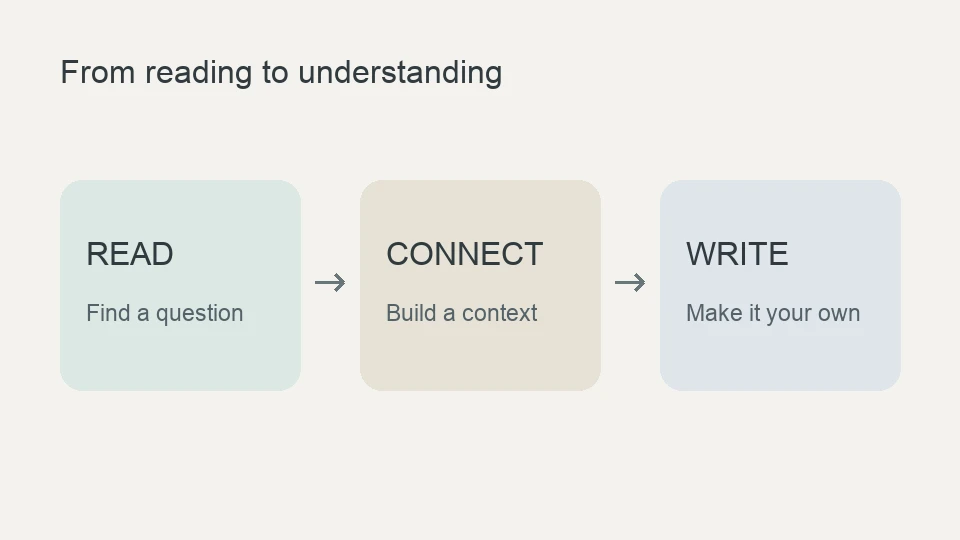 From reading to understanding
READ
Find a question
CONNECT
Build a context
WRITE
Make it your own